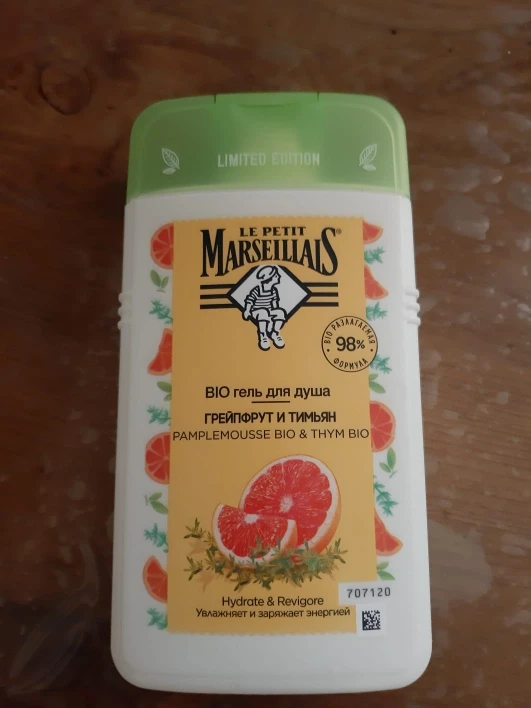 LIMITED EDITION
LE PETIT
MARSEILLAIS®
BIO РАЗЛАГАЕМАЯ
98%
ФОРМУЛА
BIO гель для душа
ГРЕЙПФРУТ И ТИМЬЯН
PAMPLEMOUSSE BIO & THYM BIO
Hydrate & Revigore
Увлажняет и заряжает энергией
707120